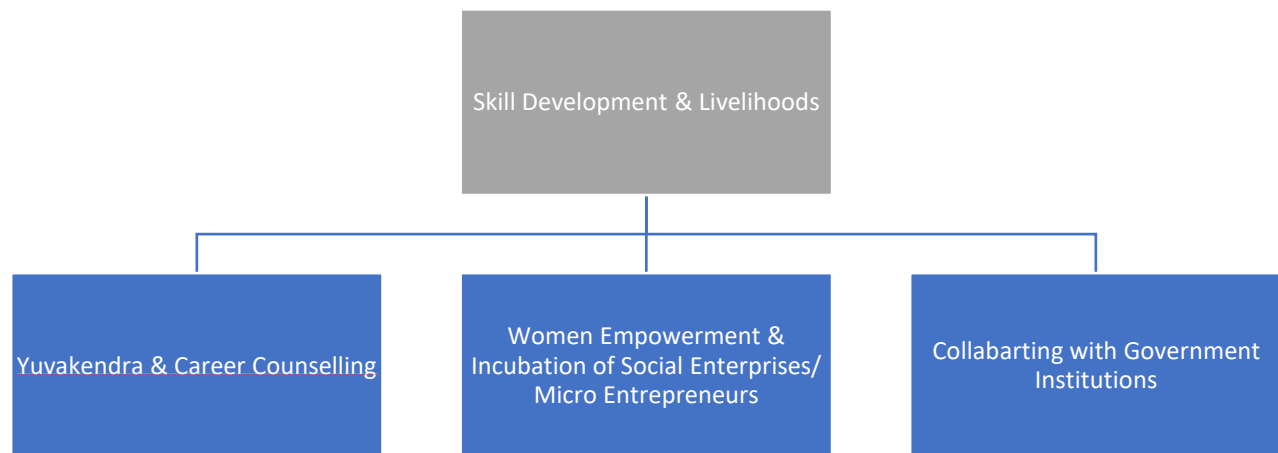 Skill Development & Livelihoods
Yuvakendra & Career Counselling
Women Empowerment &
Incubation of Social Enterprises/
Micro Entrepreneurs
Collabarting with Government
Institutions